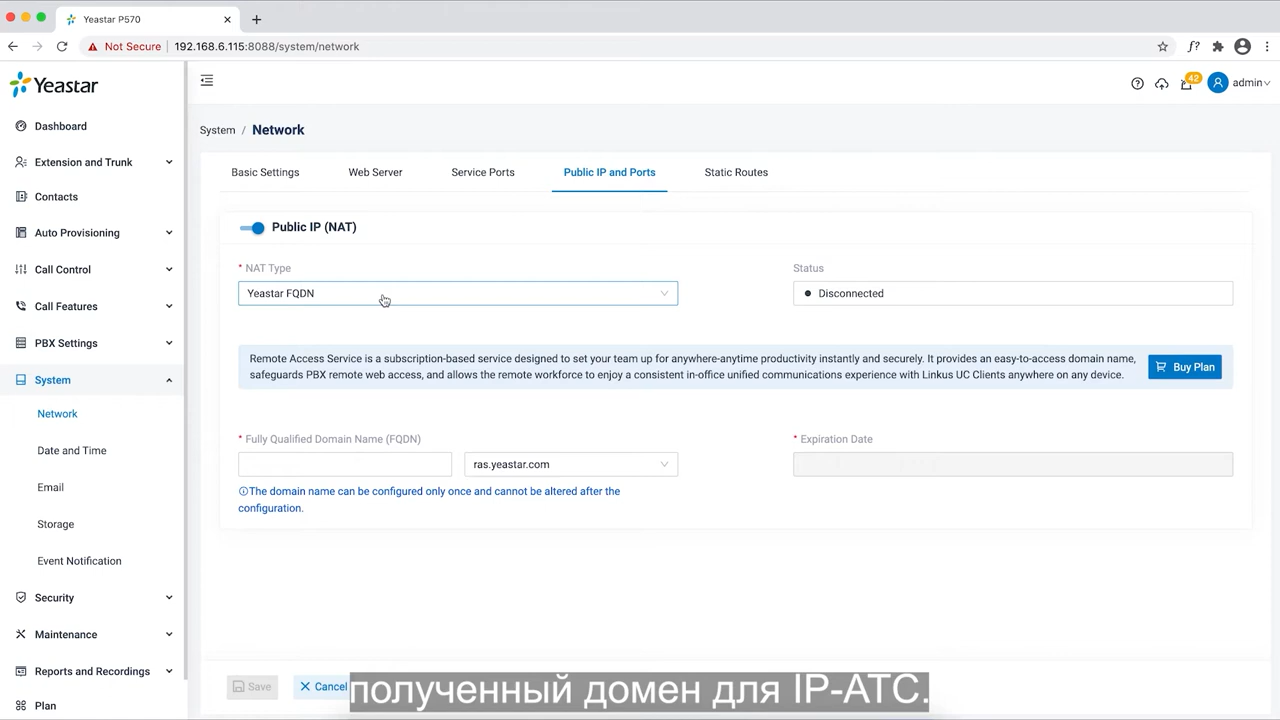 Yeastar P570
Not Secure
192.168.6.115:8088/system/network
f?
Yeastar
42
admin
Dashboard
Extension and Trunk
Contacts
Auto Provisioning
Call Control
Call Features
PBX Settings
System
Network
Date and Time
Email
Storage
Event Notification
Security
Maintenance
Reports and Recordings
Plan
System / Network
Basic Settings
Web Server
Service Ports
Public IP and Ports
Static Routes
Public IP (NAT)
* NAT Type
Yeastar FQDN
Status
Disconnected
Remote Access Service is a subscription-based service designed to set your team up for anywhere-anytime productivity instantly and securely. It provides an easy-to-access domain name,
safeguards PBX remote web access, and allows the remote workforce to enjoy a consistent in-office unified communications experience with Linkus UC Clients anywhere on any device.
Buy Plan
* Fully Qualified Domain Name (FQDN)
ras.yeastar.com
The domain name can be configured only once and cannot be altered after the
configuration.
* Expiration Date
Save
Cancel
полученный домен для IP-АТС.